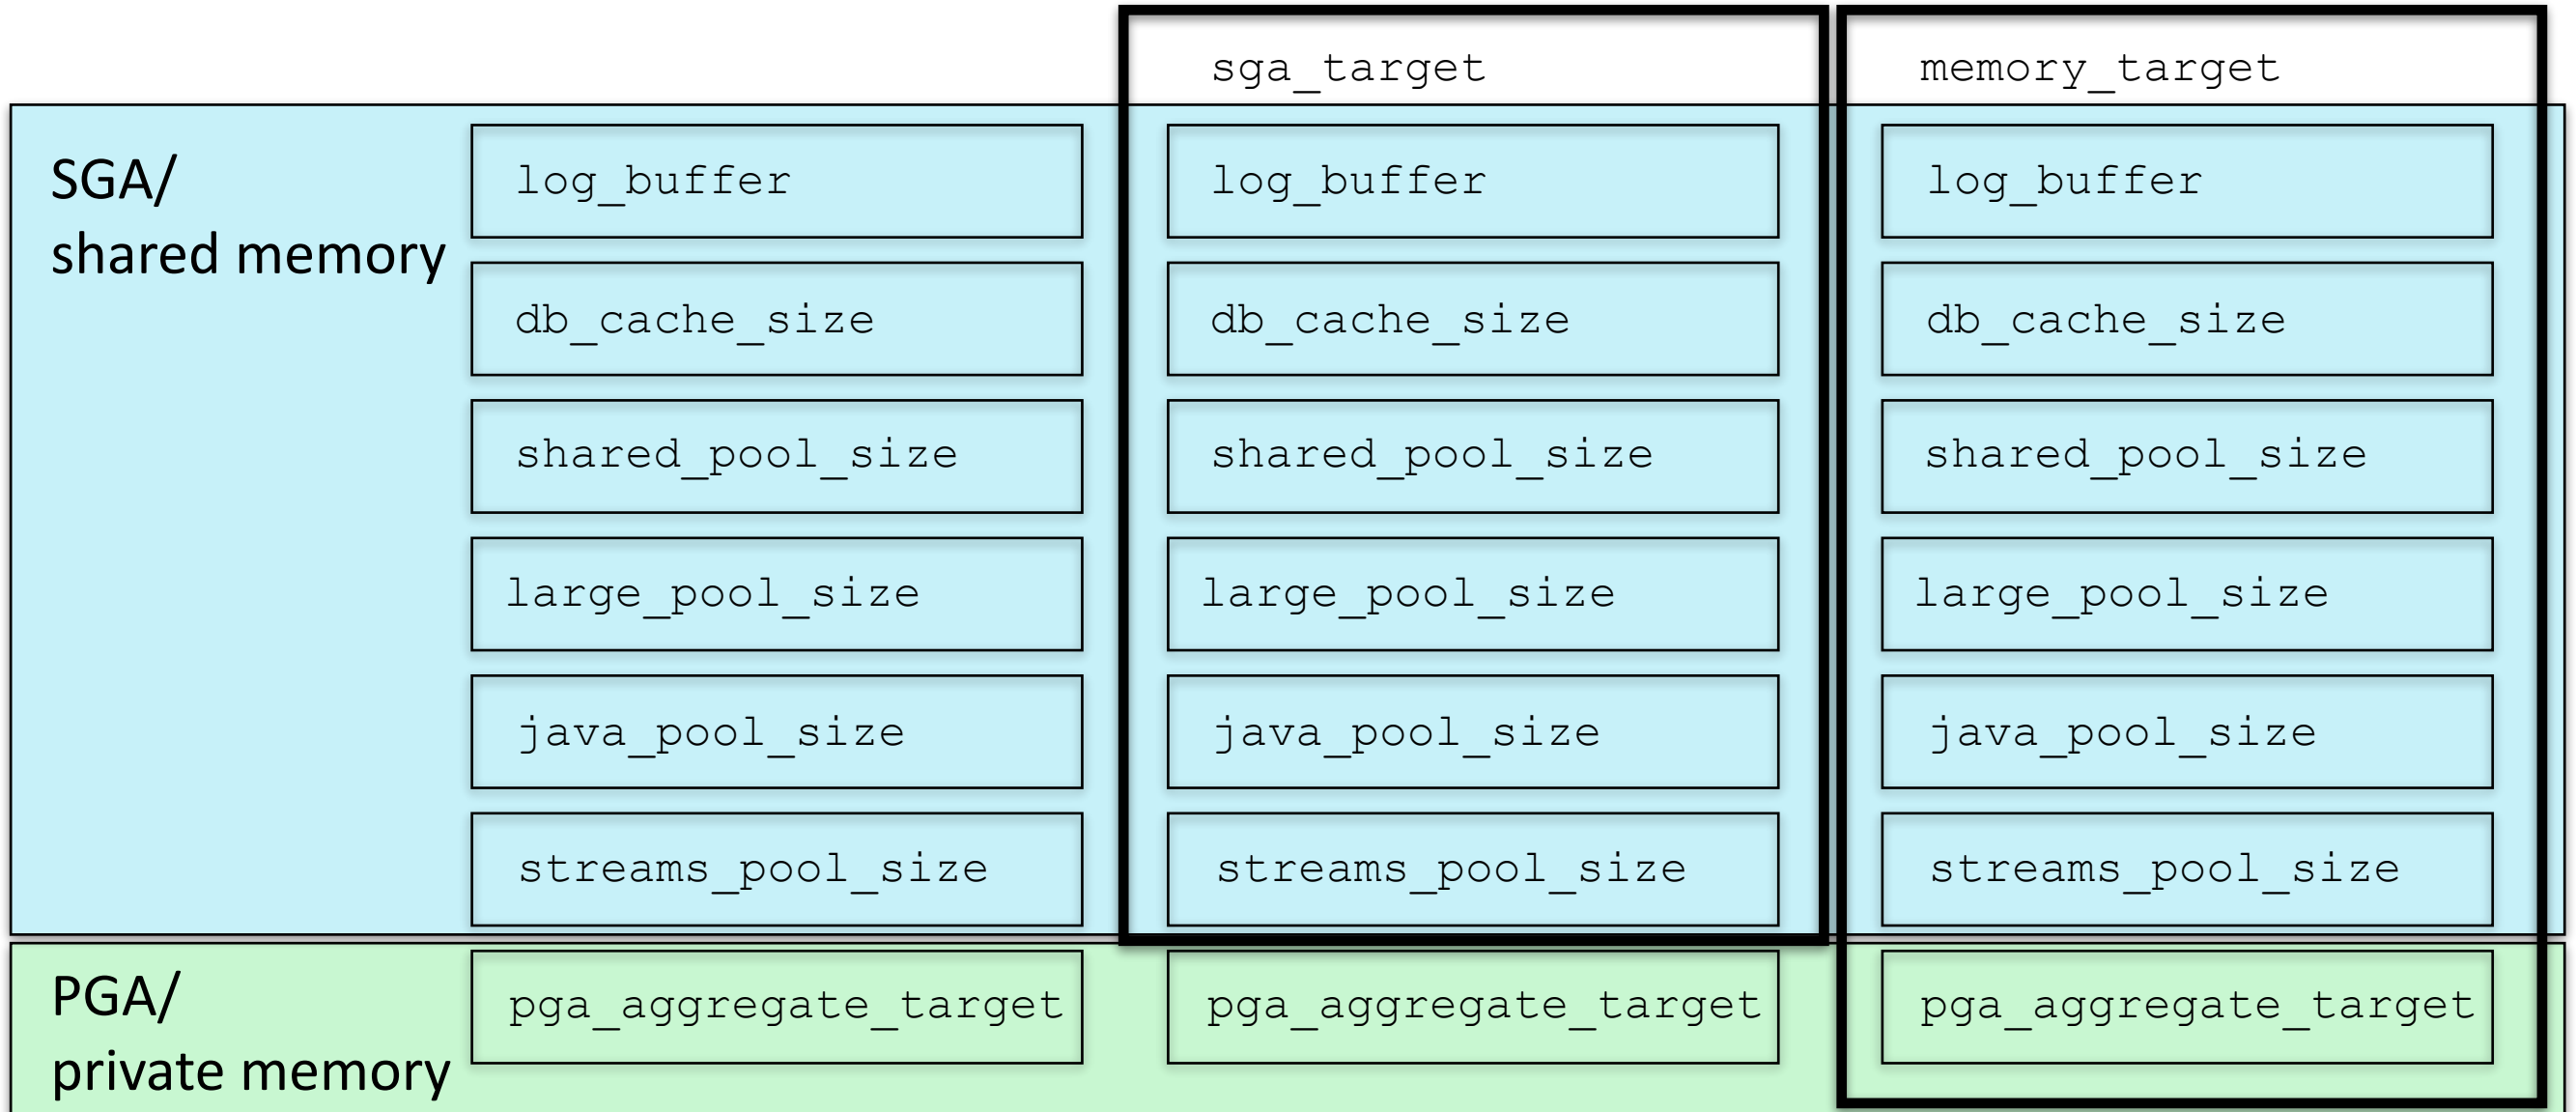 sga_target
memory_target
SGA/
shared memory
log_buffer
log_buffer
log_buffer
db_cache_size
db_cache_size
db_cache_size
shared_pool_size
shared_pool_size
shared_pool_size
large_pool_size
large_pool_size
large_pool_size
java_pool_size
java_pool_size
java_pool_size
streams_pool_size
streams_pool_size
streams_pool_size
PGA/
private memory
pga_aggregate_target
pga_aggregate_target
pga_aggregate_target